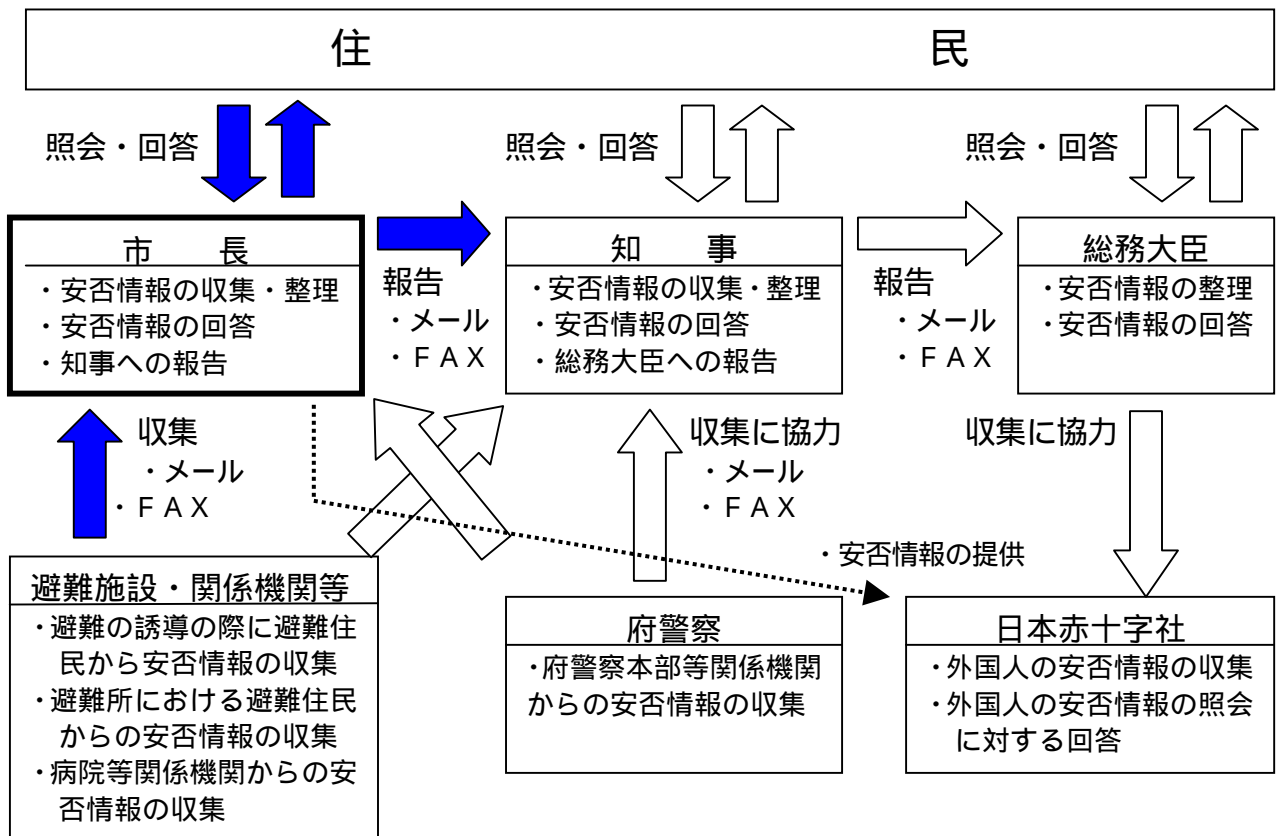 住　民
照会・回答
照会・回答
照会・回答
市　長
・安否情報の収集・整理
・安否情報の回答
・知事への報告
報告
・メール
・ＦＡＸ
知　事
・安否情報の収集・整理
・安否情報の回答
・総務大臣への報告
報告
・メール
・ＦＡＸ
総務大臣
・安否情報の整理
・安否情報の回答
収集
・メール
・ＦＡＸ
収集に協力
・メール
・ＦＡＸ
収集に協力
・安否情報の提供
避難施設・関係機関等
・避難の誘導の際に避難住
民から安否情報の収集
・避難所における避難住民
からの安否情報の収集
・病院等関係機関からの安
否情報の収集
府警察
・府警察本部等関係機関
からの安否情報の収集
日本赤十字社
・外国人の安否情報の収集
・外国人の安否情報の照会
に対する回答